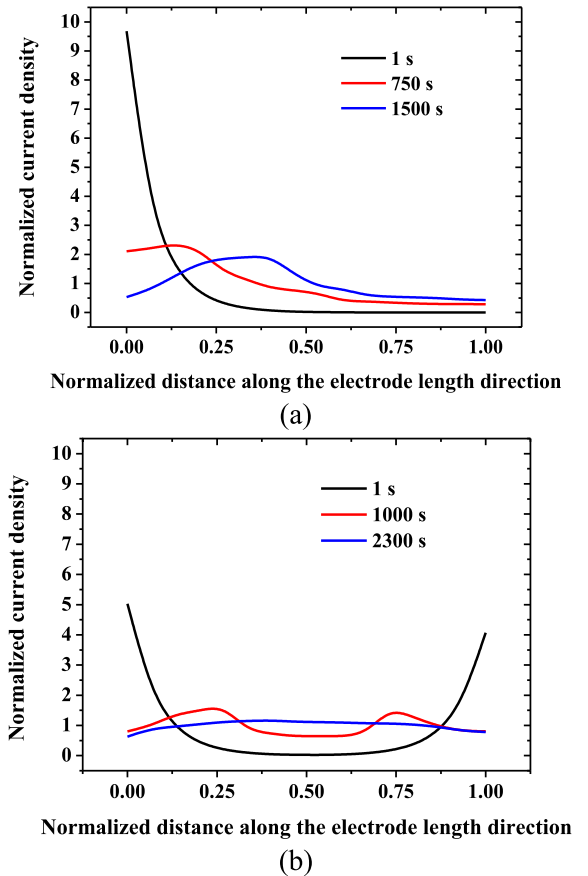 10
9
8
7
6
5
4
3
2
1
0
Normalized current density
1 s
750 s
1500 s
0.00 0.25 0.50 0.75 1.00
Normalized distance along the electrode length direction
(a)
10
9
8
7
6
5
4
3
2
1
0
Normalized current density
1 s
1000 s
2300 s
0.00 0.25 0.50 0.75 1.00
Normalized distance along the electrode length direction
(b)